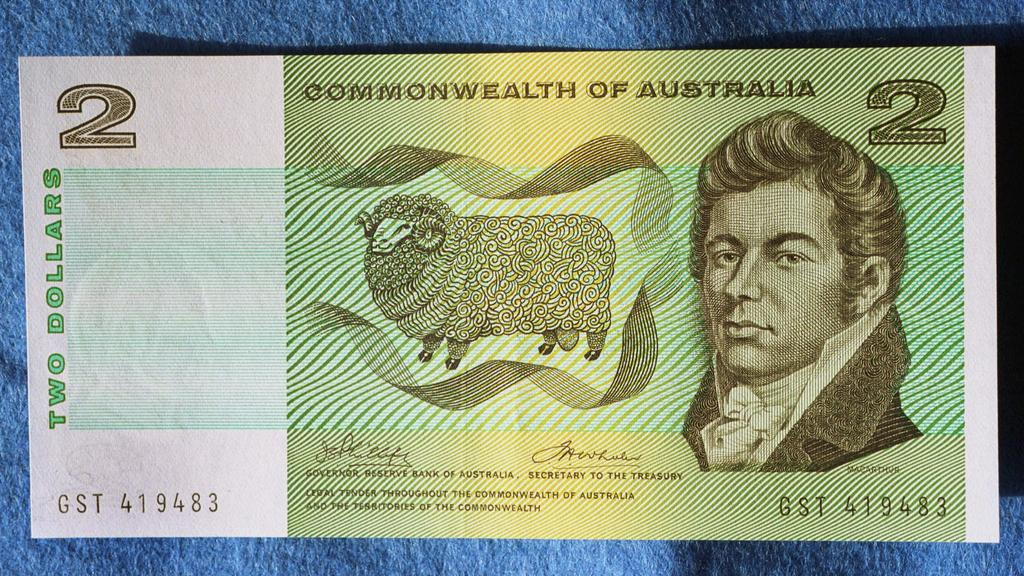 2
COMMONWEALTH OF AUSTRALIA
2
TWO DOLLARS
GOVERNOR RESERVE BANK OF AUSTRALIA. SECRETARY TO THE TREASURY
LEGAL TENDER THROUGHOUT THE COMMONWEALTH OF AUSTRALIA
AND THE TERRITORIES OF THE COMMONWEALTH
MACARTHUR
GST 419483
GST 419483